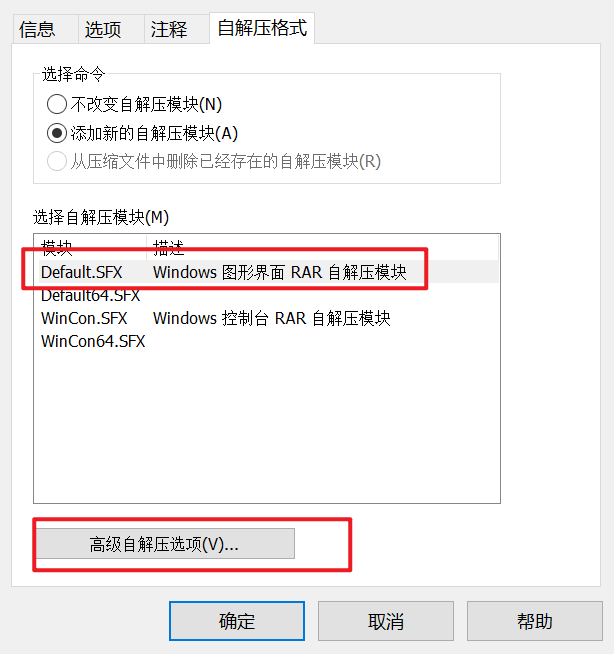 信息 选项 注释 自解压格式
选择命令
不改变自解压模块(N)
添加新的自解压模块(A)
从压缩文件中删除已经存在的自解压模块(R)
选择自解压模块(M)
模块 描述
Default.SFX Windows 图形界面 RAR 自解压模块
Default64.SFX
WinCon.SFX Windows 控制台 RAR 自解压模块
WinCon64.SFX
高级自解压选项(V)...
确定 取消 帮助